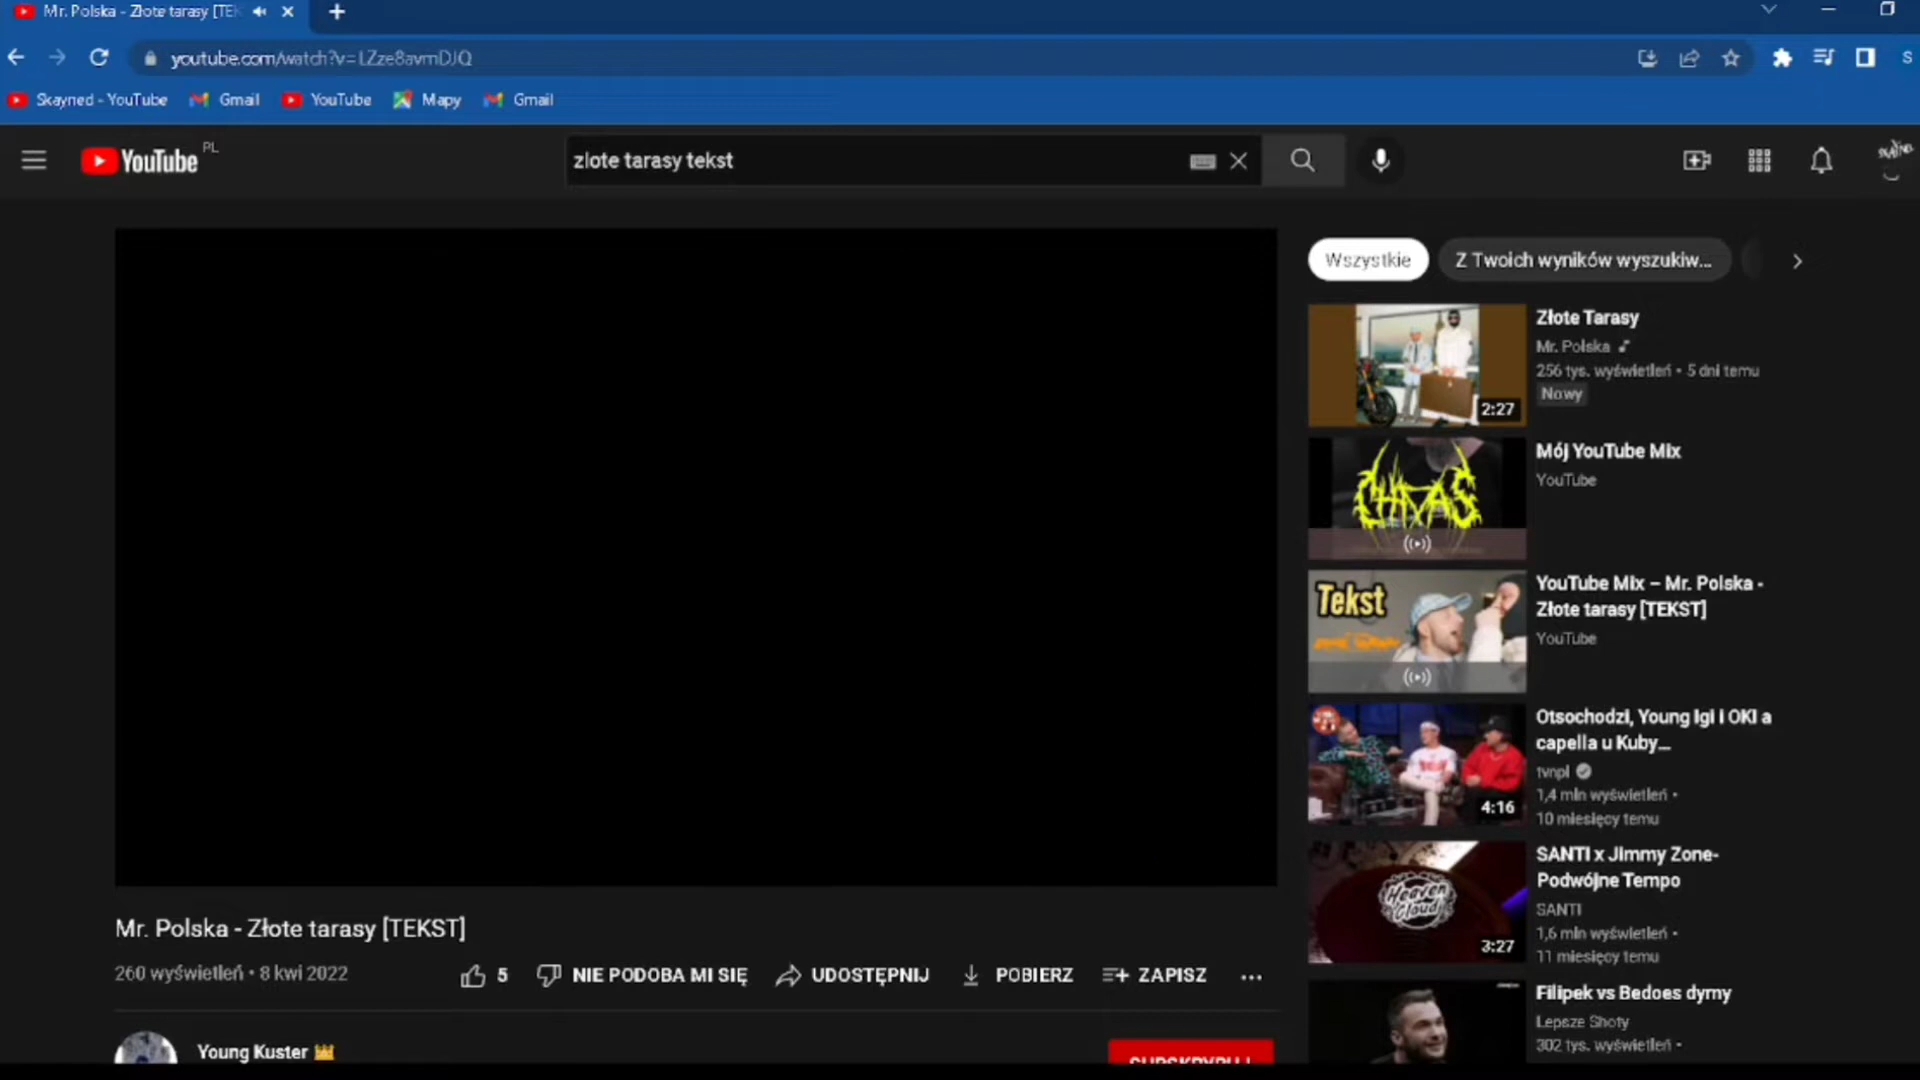 Mr. Polska - Złote tarasy [TEK
youtube.com/watch?v=LZze8avmDJQ
Skayned - YouTube
Gmail
YouTube
Mapy
Gmail
S
YouTube PL
zlote tarasy tekst
Wszystkie
Z Twoich wyników wyszukiw...
2:27
Złote Tarasy
Mr. Polska
256 tys. wyświetleń • 5 dni temu
Nowy
CHIVAS
Mój YouTube Mix
YouTube
Tekst
YouTube Mix – Mr. Polska -
Złote tarasy [TEKST]
YouTube
4:16
Otsochodzi, Young Igi i OKI a
capella u Kuby...
tvnpl
1,4 mln wyświetleń •
10 miesięcy temu
Heaven
Cloud
3:27
SANTI x Jimmy Zone-
Podwójne Tempo
SANTI
1,6 mln wyświetleń •
11 miesięcy temu
Filipek vs Bedoes dymy
Lepsze Shoty
302 tys. wyświetleń •
Mr. Polska - Złote tarasy [TEKST]
260 wyświetleń • 8 kwi 2022
5
NIE PODOBA MI SIĘ
UDOSTĘPNIJ
POBIERZ
ZAPISZ
Young Kuster
SUBSKRYBUJ